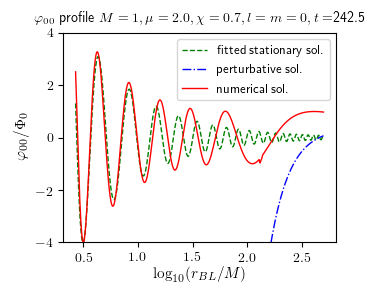 φ₀₀ profile M = 1, μ = 2.0, χ = 0.7, l = m = 0, t =242.5
fitted stationary sol.
perturbative sol.
numerical sol.
φ₀₀/Φ₀
4
2
0
−2
−4
0.5 1.0 1.5 2.0 2.5
log₁₀(r_BL/M)